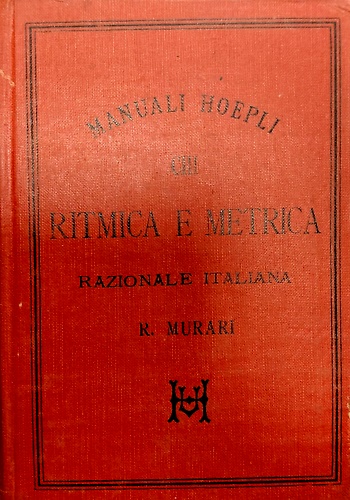 MANUALI HOEPLI
CIII
RITMICA E METRICA
RAZIONALE ITALIANA
R. MURARI